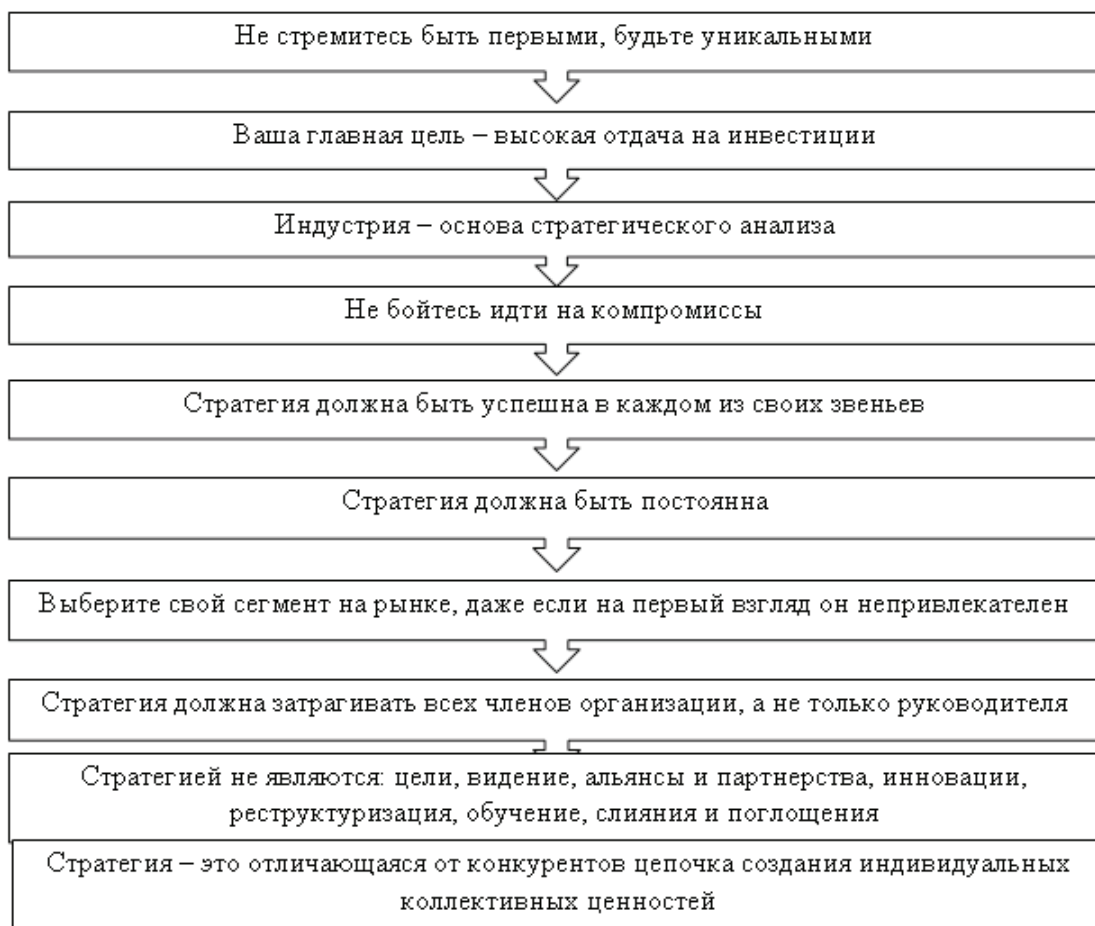 Не стремитесь быть первыми, будьте уникальными
Ваша главная цель – высокая отдача на инвестиции
Индустрия – основа стратегического анализа
Не бойтесь идти на компромиссы
Стратегия должна быть успешна в каждом из своих звеньев
Стратегия должна быть постоянна
Выберите свой сегмент на рынке, даже если на первый взгляд он непривлекателен
Стратегия должна затрагивать всех членов организации, а не только руководителя
Стратегией не являются: цели, видение, альянсы и партнерства, инновации,
реструктуризация, обучение, слияния и поглощения
Стратегия – это отличающаяся от конкурентов цепочка создания индивидуальных
коллективных ценностей